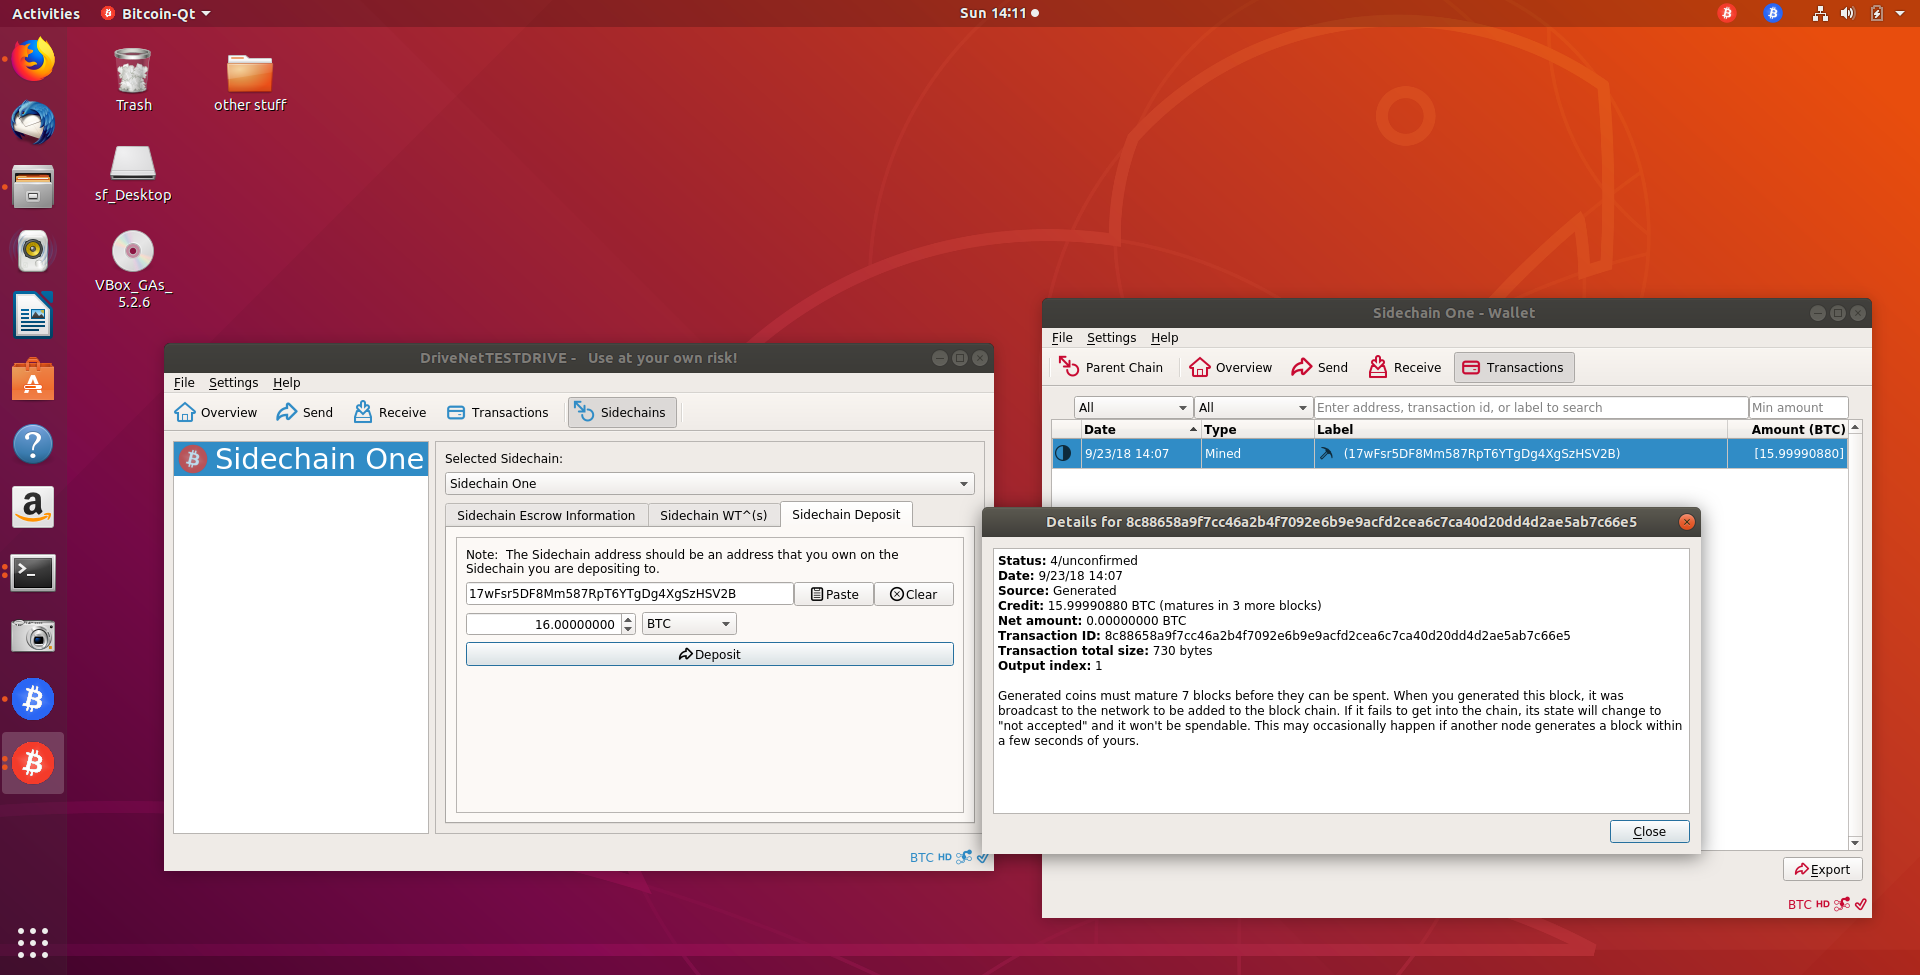 Activities
Bitcoin-Qt
Sun 14:11
Trash
other stuff
sf_Desktop
VBox_GAs_
5.2.6
DriveNetTESTDRIVE - Use at your own risk!
File Settings Help
Overview Send Receive Transactions Sidechains
Sidechain One
Selected Sidechain:
Sidechain One
Sidechain Escrow Information Sidechain WT^(s) Sidechain Deposit
Note: The Sidechain address should be an address that you own on the
Sidechain you are depositing to.
17wFsr5DF8Mm587RpT6YTgDg4XgSzHSV2B Paste Clear
16.00000000 BTC
Deposit
BTC HD
Sidechain One - Wallet
File Settings Help
Parent Chain Overview Send Receive Transactions
All All Enter address, transaction id, or label to search Min amount
Date Type Label Amount (BTC)
9/23/18 14:07 Mined (17wFsr5DF8Mm587RpT6YTgDg4XgSzHSV2B) [15.99990880]
Details for 8c88658a9f7cc46a2b4f7092e6b9e9acfd2cea6c7ca40d20dd4d2ae5ab7c66e5
Status: 4/unconfirmed
Date: 9/23/18 14:07
Source: Generated
Credit: 15.99990880 BTC (matures in 3 more blocks)
Net amount: 0.00000000 BTC
Transaction ID: 8c88658a9f7cc46a2b4f7092e6b9e9acfd2cea6c7ca40d20dd4d2ae5ab7c66e5
Transaction total size: 730 bytes
Output index: 1
Generated coins must mature 7 blocks before they can be spent. When you generated this block, it was
broadcast to the network to be added to the block chain. If it fails to get into the chain, its state will change to
"not accepted" and it won't be spendable. This may occasionally happen if another node generates a block within
a few seconds of yours.
Close
Export
BTC HD